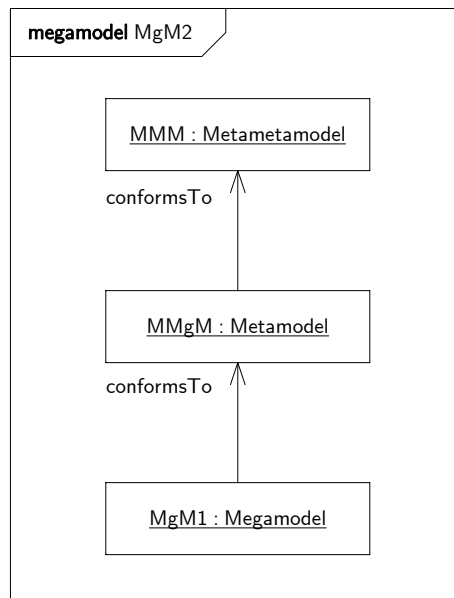 megamodel MgM2
MMM : Metametamodel
conformsTo
MMgM : Metamodel
conformsTo
MgM1 : Megamodel